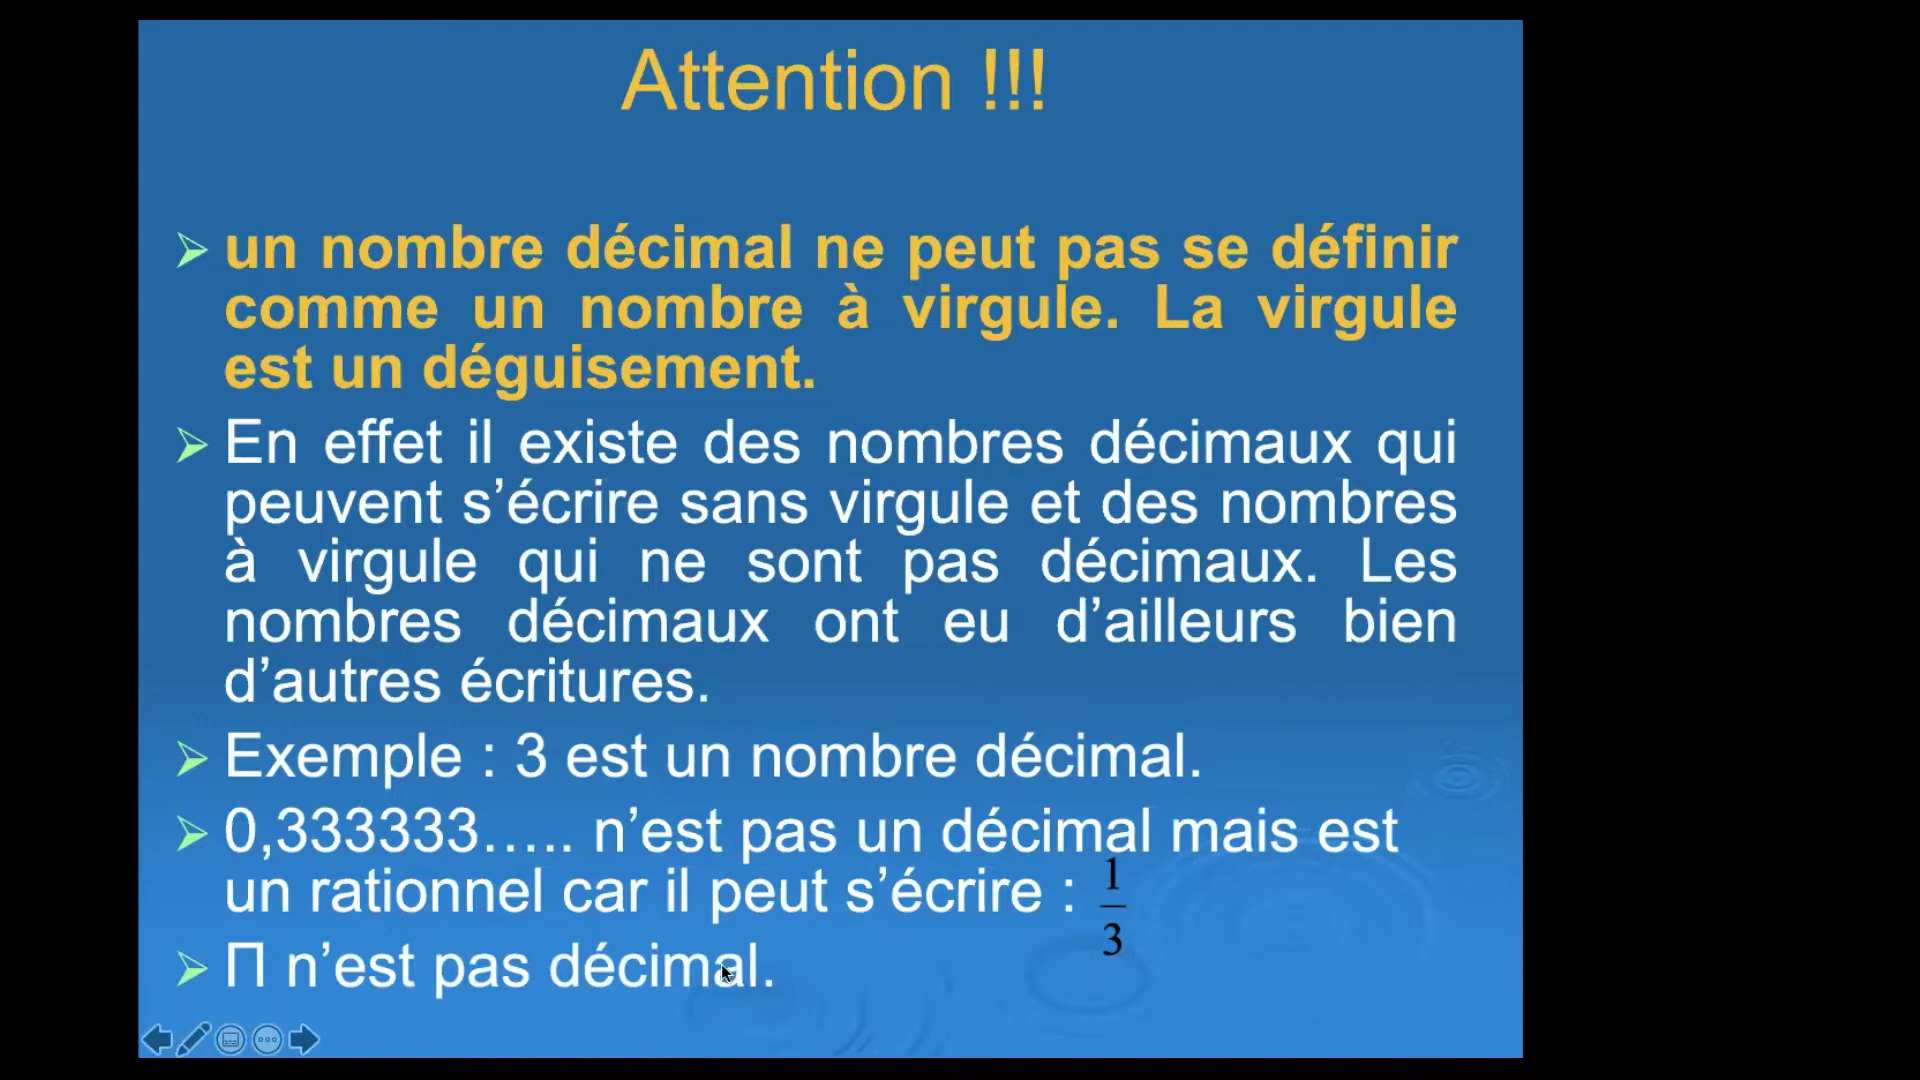 Attention !!!
un nombre décimal ne peut pas se définir
comme un nombre à virgule. La virgule
est un déguisement.
En effet il existe des nombres décimaux qui
peuvent s’écrire sans virgule et des nombres
à virgule qui ne sont pas décimaux. Les
nombres décimaux ont eu d’ailleurs bien
d’autres écritures.
Exemple : 3 est un nombre décimal.
0,333333….. n’est pas un décimal mais est
un rationnel car il peut s’écrire : 1/3
Π n’est pas décimal.